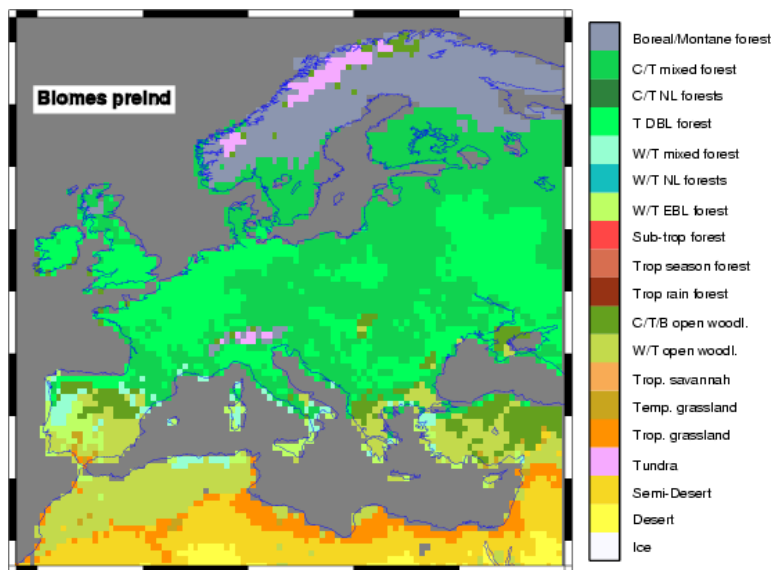 Biomes preind
Boreal/Montane forest
C/T mixed forest
C/T NL forests
T DBL forest
W/T mixed forest
W/T NL forests
W/T EBL forest
Sub-trop forest
Trop season forest
Trop rain forest
C/T/B open woodl.
W/T open woodl.
Trop. savannah
Temp. grassland
Trop. grassland
Tundra
Semi-Desert
Desert
Ice